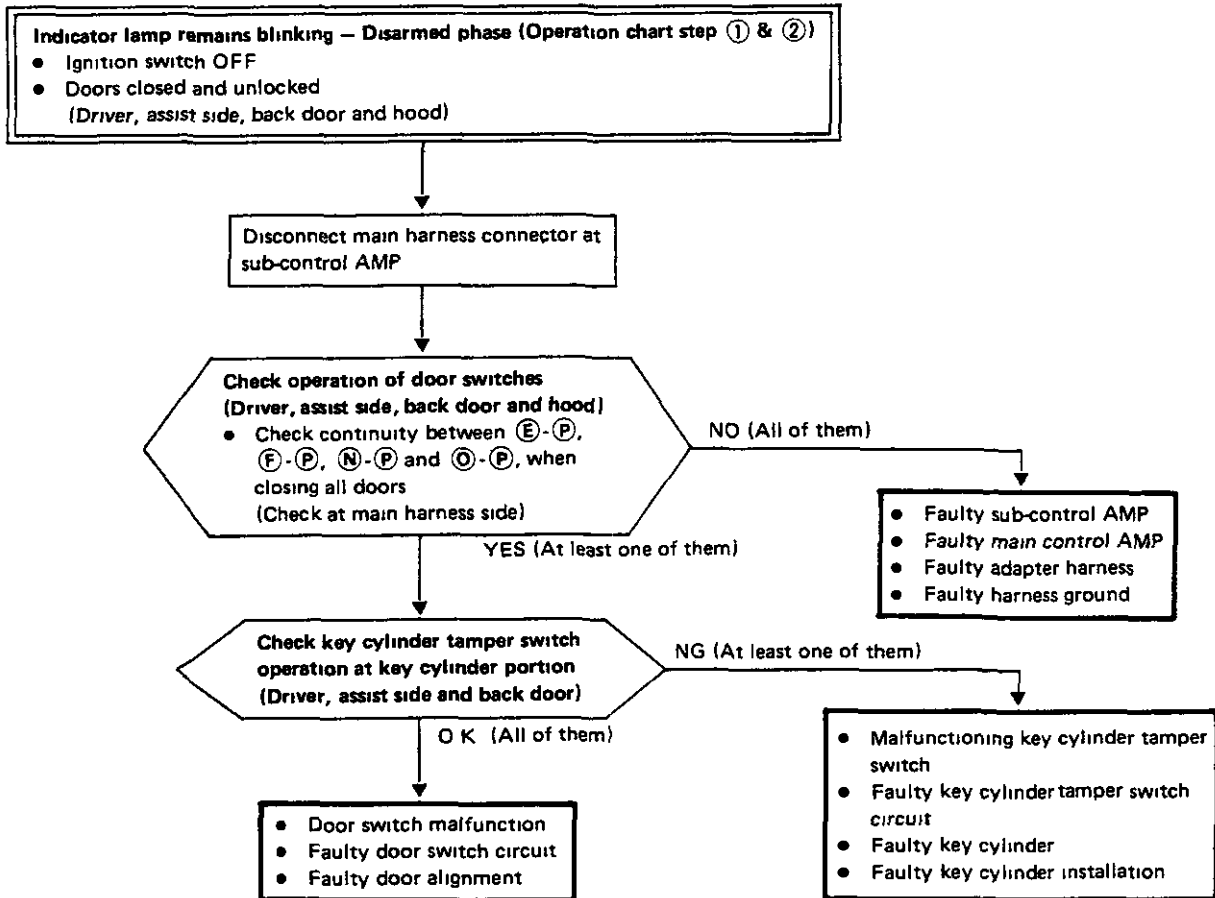 Indicator lamp remains blinking — Disarmed phase (Operation chart step ① & ②)
● Ignition switch OFF
● Doors closed and unlocked
(Driver, assist side, back door and hood)
Disconnect main harness connector at
sub-control AMP
Check operation of door switches
(Driver, assist side, back door and hood)
● Check continuity between Ⓔ-Ⓟ,
Ⓕ-Ⓟ, Ⓝ-Ⓟ and Ⓞ-Ⓟ, when
closing all doors
(Check at main harness side)
NO (All of them)
● Faulty sub-control AMP
● Faulty main control AMP
● Faulty adapter harness
● Faulty harness ground
YES (At least one of them)
Check key cylinder tamper switch
operation at key cylinder portion
(Driver, assist side and back door)
NG (At least one of them)
● Malfunctioning key cylinder tamper
switch
● Faulty key cylinder tamper switch
circuit
● Faulty key cylinder
● Faulty key cylinder installation
OK (All of them)
● Door switch malfunction
● Faulty door switch circuit
● Faulty door alignment